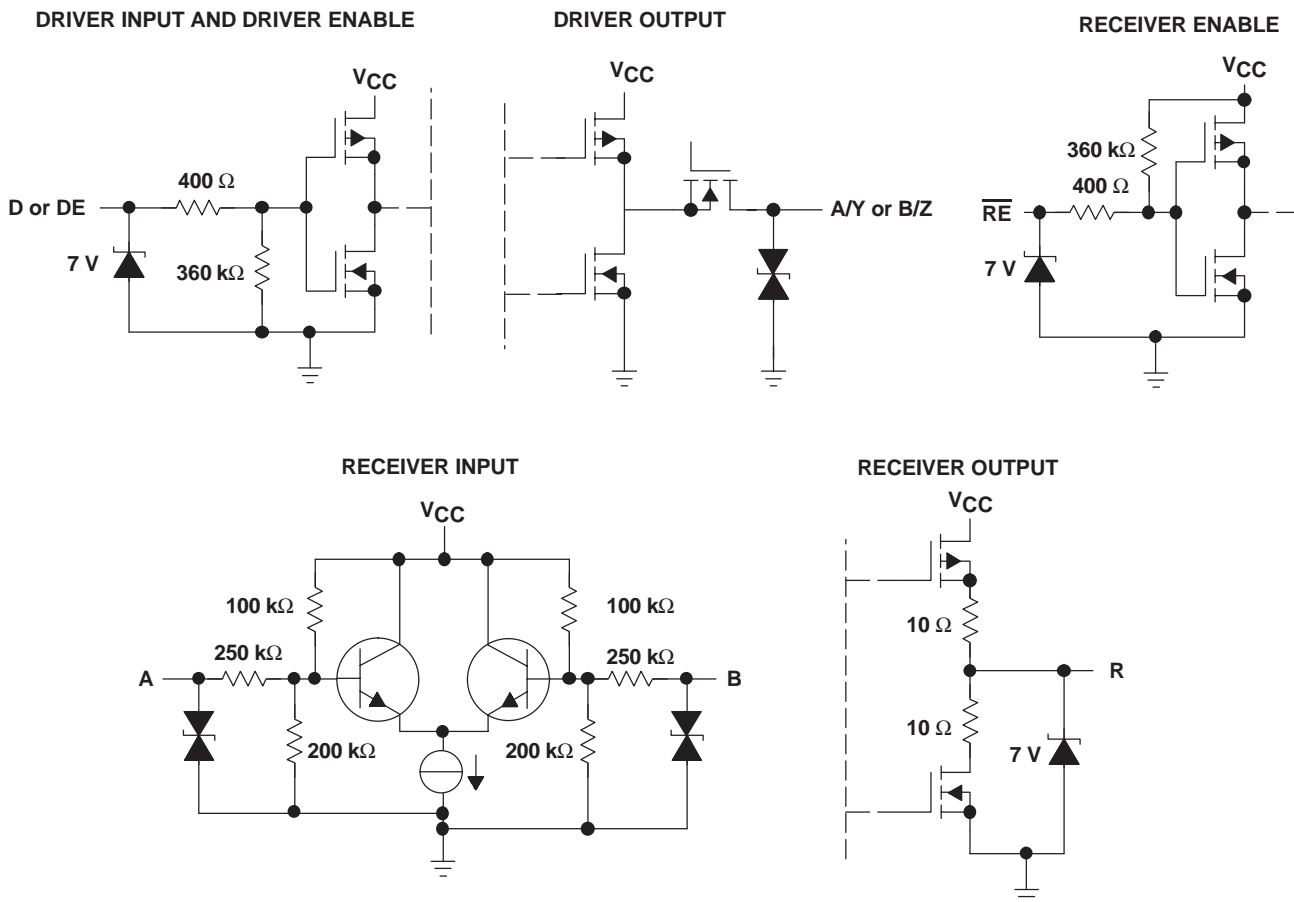 DRIVER INPUT AND DRIVER ENABLE
VCC
400 Ω
D or DE
7 V
360 kΩ
DRIVER OUTPUT
VCC
A/Y or B/Z
RECEIVER ENABLE
VCC
360 kΩ
400 Ω
RE
7 V
RECEIVER INPUT
VCC
100 kΩ
100 kΩ
250 kΩ
250 kΩ
A
B
200 kΩ
200 kΩ
RECEIVER OUTPUT
VCC
10 Ω
R
10 Ω
7 V